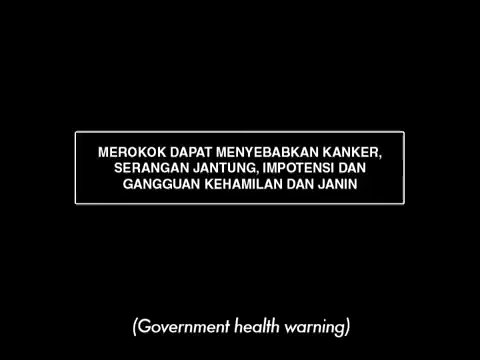 MEROKOK DAPAT MENYEBABKAN KANKER,
SERANGAN JANTUNG, IMPOTENSI DAN
GANGGUAN KEHAMILAN DAN JANIN
(Government health warning)